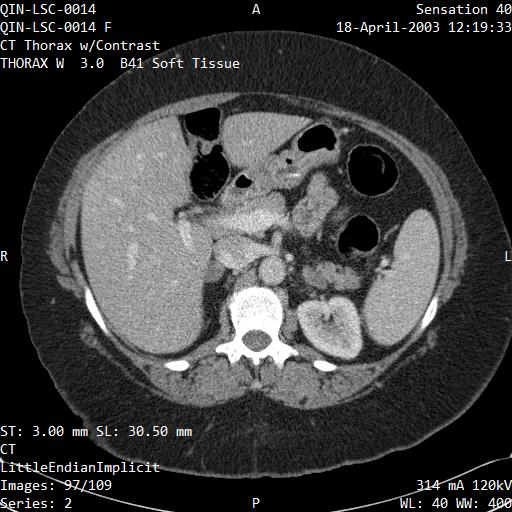 QIN-LSC-0014
A
Sensation 40
QIN-LSC-0014 F
18-April-2003 12:19:33
CT Thorax w/Contrast
THORAX W  3.0  B41 Soft Tissue
R
L
ST: 3.00 mm SL: 30.50 mm
CT
LittleEndianImplicit
Images: 97/109
314 mA 120kV
Series: 2
P
WL: 40 WW: 400